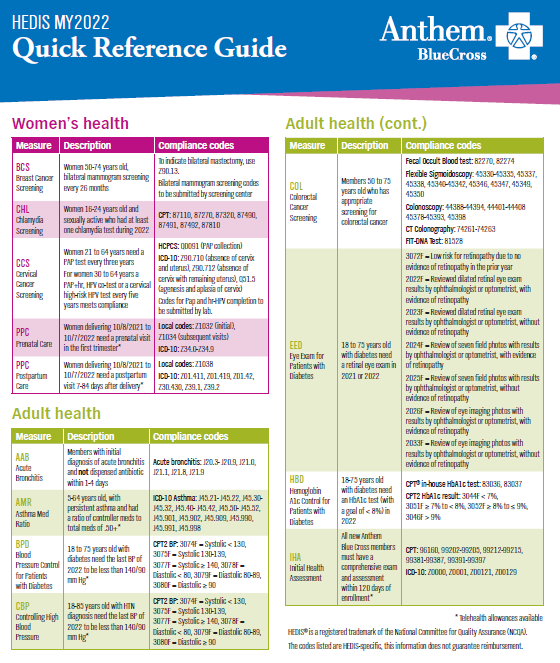 HEDIS MY2022
Quick Reference Guide
Anthem®
BlueCross
Women's health
Measure Description Compliance codes
BCS
Breast Cancer
Screening
Women 50-74 years old,
bilateral mammogram screening
every 26 months
To indicate bilateral mastectomy, use
Z90.13.
Bilateral mammogram screening codes
to be submitted by screening center
CHL
Chlamydia
Screening
Women 16-24 years old and
sexually active who had at least
one chlamydia test during 2022
CPT: 87110, 87270, 87320, 87490,
87491, 87492, 87810
CCS
Cervical
Cancer
Screening
Women 21 to 64 years need a
PAP test every three years
For women 30 to 64 years a
PAP+hr, HPV co-test or a cervical
high-risk HPV test every five
years meets compliance
HCPCS: Q0091 (PAP collection)
ICD-10: Z90.710 (absence of cervix
and uterus), Z90.712 (absence of
cervix with remaining uterus), Q51.5
(agenesis and aplasia of cervix)
Codes for Pap and h-HPV completion to
be submitted by lab.
PPC
Prenatal Care
Women delivering 10/8/2021 to
10/7/2022 need a prenatal visit
in the first trimester*
Local codes: Z1032 (initial),
Z1034 (subsequent visits)
ICD-10: Z34.0-Z34.9
PPC
Postpartum
Care
Women delivering 10/8/2021 to
10/7/2022 need a postpartum
visit 7-84 days after delivery*
Local codes: Z1038
ICD-10: Z01.411, Z01.419, Z01.42,
Z30.430, Z39.1, Z39.2
Adult health
Measure Description Compliance codes
AAB
Acute
Bronchitis
Members with initial
diagnosis of acute bronchitis
and not dispensed antibiotic
within 1-4 days
Acute bronchitis: J20.3- J20.9, J21.0,
J21.1, J21.8, J21.9
AMR
Asthma Med
Ratio
5-64 years old, with
persistent asthma and had
a ratio of controller meds to
total meds of .50+*
ICD-10 Asthma: J45.21- J45.22, J45.30-
J45.32, J45.40- J45.42, J45.50- J45.52,
J45.901, J45.902, J45.909, J45.990,
J45.991, J45.998
BPD
Blood
Pressure Control
for Patients
with Diabetes
18 to 75 years old with
diabetes need the last BP of
2022 to be less than 140/90
mm Hg*
CPT2 BP: 3074F = Systolic < 130,
3075F = Systolic 130-139,
3077F = Systolic ≥ 140, 3078F =
Diastolic < 80, 3079F = Diastolic 80-89,
3080F = Diastolic ≥ 90
CBP
Controlling High
Blood
Pressure
18-85 years old with HTN
diagnosis need the last BP of
2022 to be less than 140/90
mm Hg*
CPT2 BP: 3074F = Systolic < 130,
3075F = Systolic 130-139,
3077F = Systolic ≥ 140, 3078F =
Diastolic < 80, 3079F = Diastolic 80-89,
3080F = Diastolic ≥ 90
Adult health (cont.)
Measure Description Compliance codes
COL
Colorectal
Cancer
Screening
Members 50 to 75
years old who has
appropriate
screening for
colorectal cancer
Fecal Occult Blood test: 82270, 82274
Flexible Sigmoidoscopy: 45330-45335, 45337,
45338, 45340-45342, 45346, 45347, 45349,
45350
Colonoscopy: 44388-44394, 44401-44408
45378-45393, 45398
CT Colonography: 74261-74263
FIT-DNA Test: 81528
EED
Eye Exam for
Patients with
Diabetes
18 to 75 years old
with diabetes need
a retinal eye exam in
2021 or 2022
3072F = Low risk for retinopathy due to no
evidence of retinopathy in the prior year
2022F = Reviewed dilated retinal eye exam
results by ophthalmologist or optometrist, with
evidence of retinopathy
2023F = Reviewed dilated retinal eye exam
results by ophthalmologist or optometrist, without
evidence of retinopathy
2024F = Review of seven field photos with results
by ophthalmologist or optometrist, with evidence
of retinopathy
2025F = Review of seven field photos with results
by ophthalmologist or optometrist, without
evidence of retinopathy
2026F = Review of eye imaging photos with
results by ophthalmologist or optometrist, with
evidence of retinopathy
2033F = Review of eye imaging photos with
results by ophthalmologist or optometrist, without
evidence of retinopathy
HBD
Hemoglobin
A1c Control for
Patients with
Diabetes
18-75 years old with
diabetes need an
HbA1c test (with
a goal of < 8%) in
2022
CPT® in-house HbA1c test: 83036, 83037
CPT2 HbA1c result: 3044F < 7%,
3051F ≥ 7% to < 8%, 3052F ≥ 8% to ≤ 9%,
3046F > 9%
IHA
Initial Health
Assessment
All new Anthem
Blue Cross members
must have a
comprehensive exam
and assessment
within 120 days of
enrollment*
CPT: 96160, 99202-99205, 99212-99215,
99381-99387, 99391-99397
ICD-10: Z0000, Z0001, Z00121, Z00129
* Telehealth allowances available
HEDIS® is a registered trademark of the National Committee for Quality Assurance (NCQA).
The codes listed are HEDIS-specific, this information does not guarantee reimbursement.